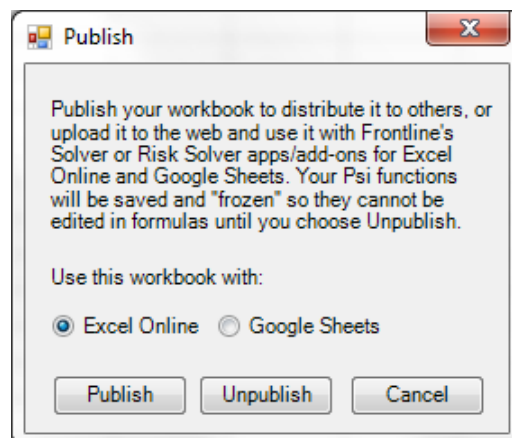 Publish
Publish your workbook to distribute it to others, or
upload it to the web and use it with Frontline's
Solver or Risk Solver apps/add-ons for Excel
Online and Google Sheets. Your Psi functions
will be saved and "frozen" so they cannot be
edited in formulas until you choose Unpublish.
Use this workbook with:
Excel Online Google Sheets
Publish Unpublish Cancel